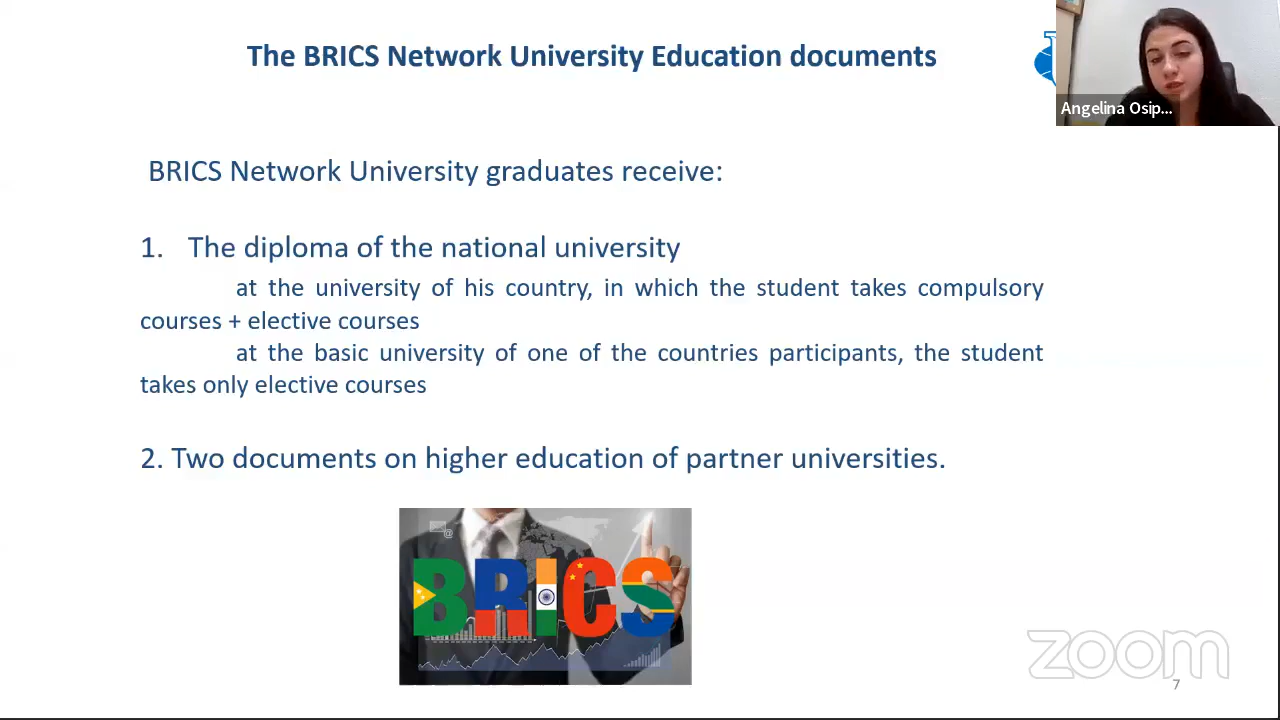 The BRICS Network University Education documents
Angelina Osip...
BRICS Network University graduates receive:
1. The diploma of the national university
at the university of his country, in which the student takes compulsory
courses + elective courses
at the basic university of one of the countries participants, the student
takes only elective courses
2. Two documents on higher education of partner universities.
@
BRICS
zoom
7